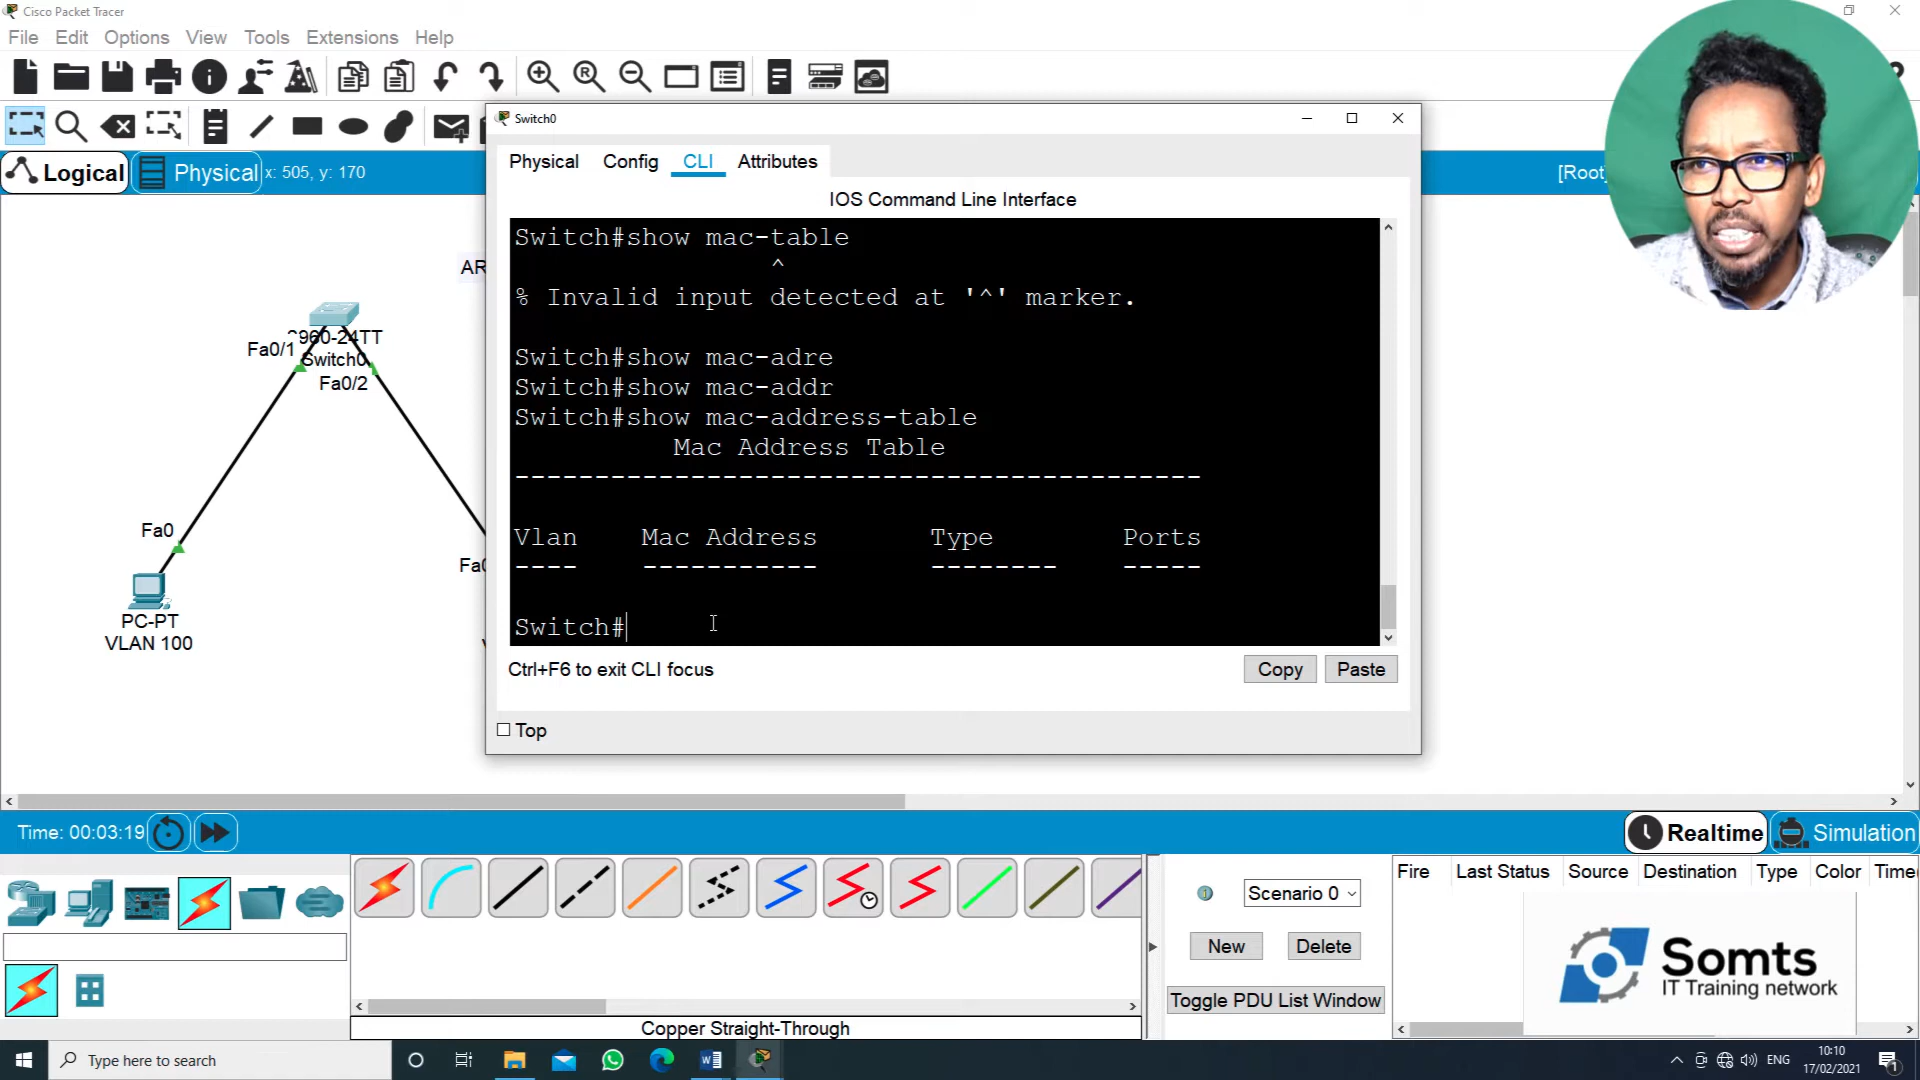 Cisco Packet Tracer
File Edit Options View Tools Extensions Help
Switch0
Logical Physical x: 505, y: 170
[Root]
Physical Config CLI Attributes
IOS Command Line Interface
Switch#show mac-table
^
% Invalid input detected at '^' marker.
Switch#show mac-adre
Switch#show mac-addr
Switch#show mac-address-table
Mac Address Table
-------------------------------------------
Vlan Mac Address Type Ports
---- ----------- -------- -----
Switch#
Ctrl+F6 to exit CLI focus
Copy Paste
Top
AR
960-24TT
Fa0/1 Switch0
Fa0/2
Fa0
Fa0
PC-PT
VLAN 100
Time: 00:03:19
Realtime Simulation
Fire Last Status Source Destination Type Color Time
Scenario 0
New Delete
Toggle PDU List Window
Somts
IT Training network
Copper Straight-Through
Type here to search
ENG
10:10
17/02/2021
1